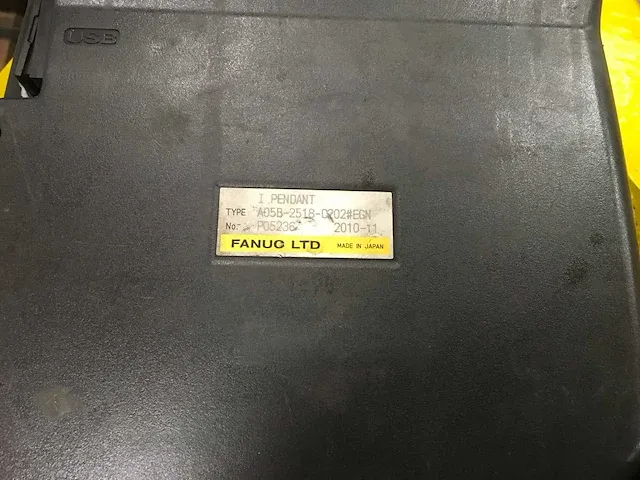 USB
I PENDANT
TYPE A05B-2518-C202#EGN
No. P05236 2010-11
FANUC LTD MADE IN JAPAN